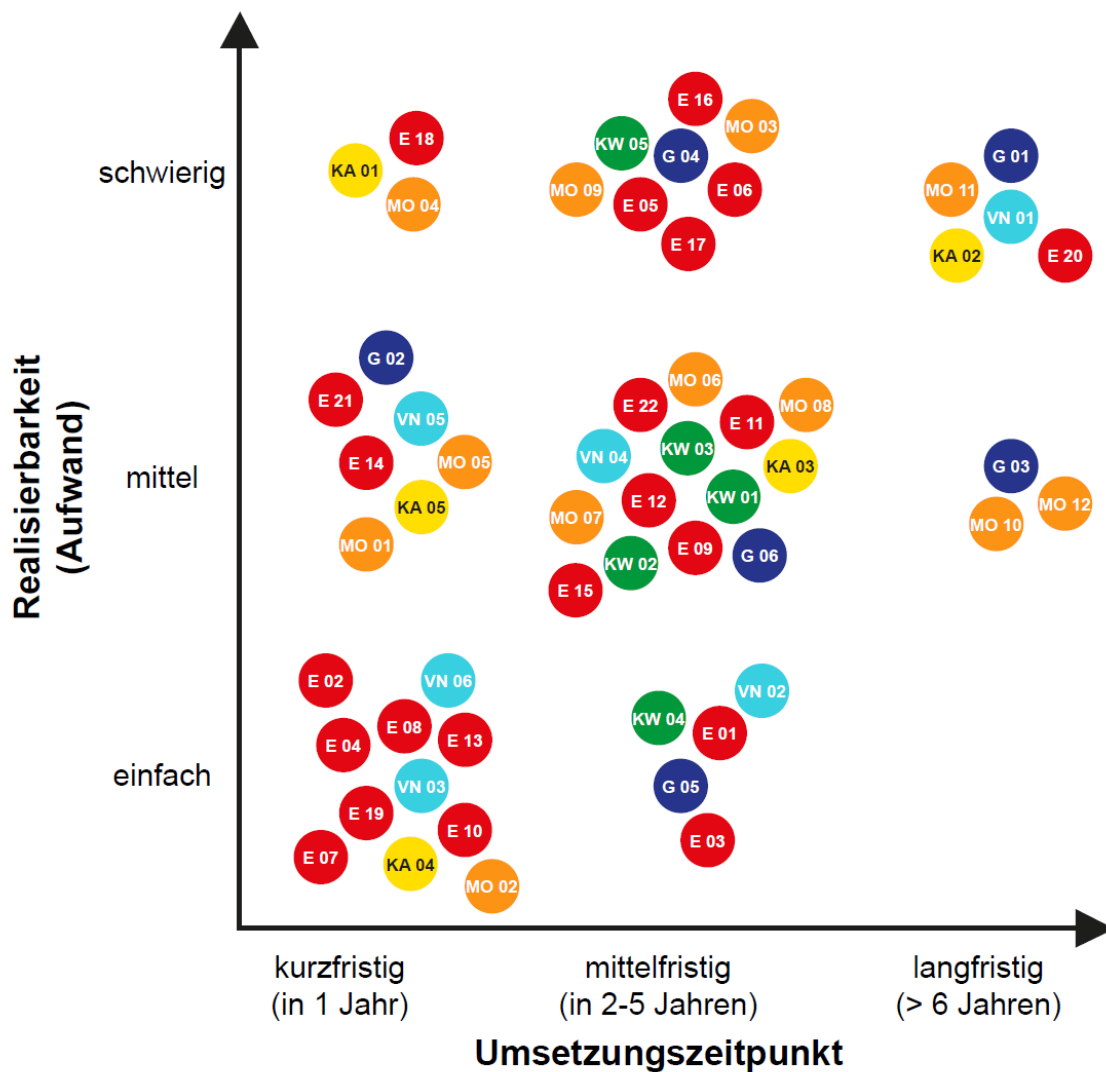 schwierig
E 18
KA 01
MO 04
E 16
MO 03
KW 05
G 04
MO 09
E 05
E 06
E 17
G 01
MO 11
VN 01
KA 02
E 20
Realisierbarkeit
(Aufwand)
mittel
G 02
E 21
VN 05
E 14
MO 05
KA 05
MO 01
MO 06
E 22
MO 08
E 11
KW 03
VN 04
KA 03
E 12
KW 01
MO 07
E 09
G 06
KW 02
E 15
G 03
MO 12
MO 10
einfach
E 02
VN 06
E 08
E 13
E 04
VN 03
E 19
E 10
E 07
KA 04
MO 02
VN 02
KW 04
E 01
G 05
E 03
kurzfristig
(in 1 Jahr)
mittelfristig
(in 2-5 Jahren)
langfristig
(> 6 Jahren)
Umsetzungszeitpunkt